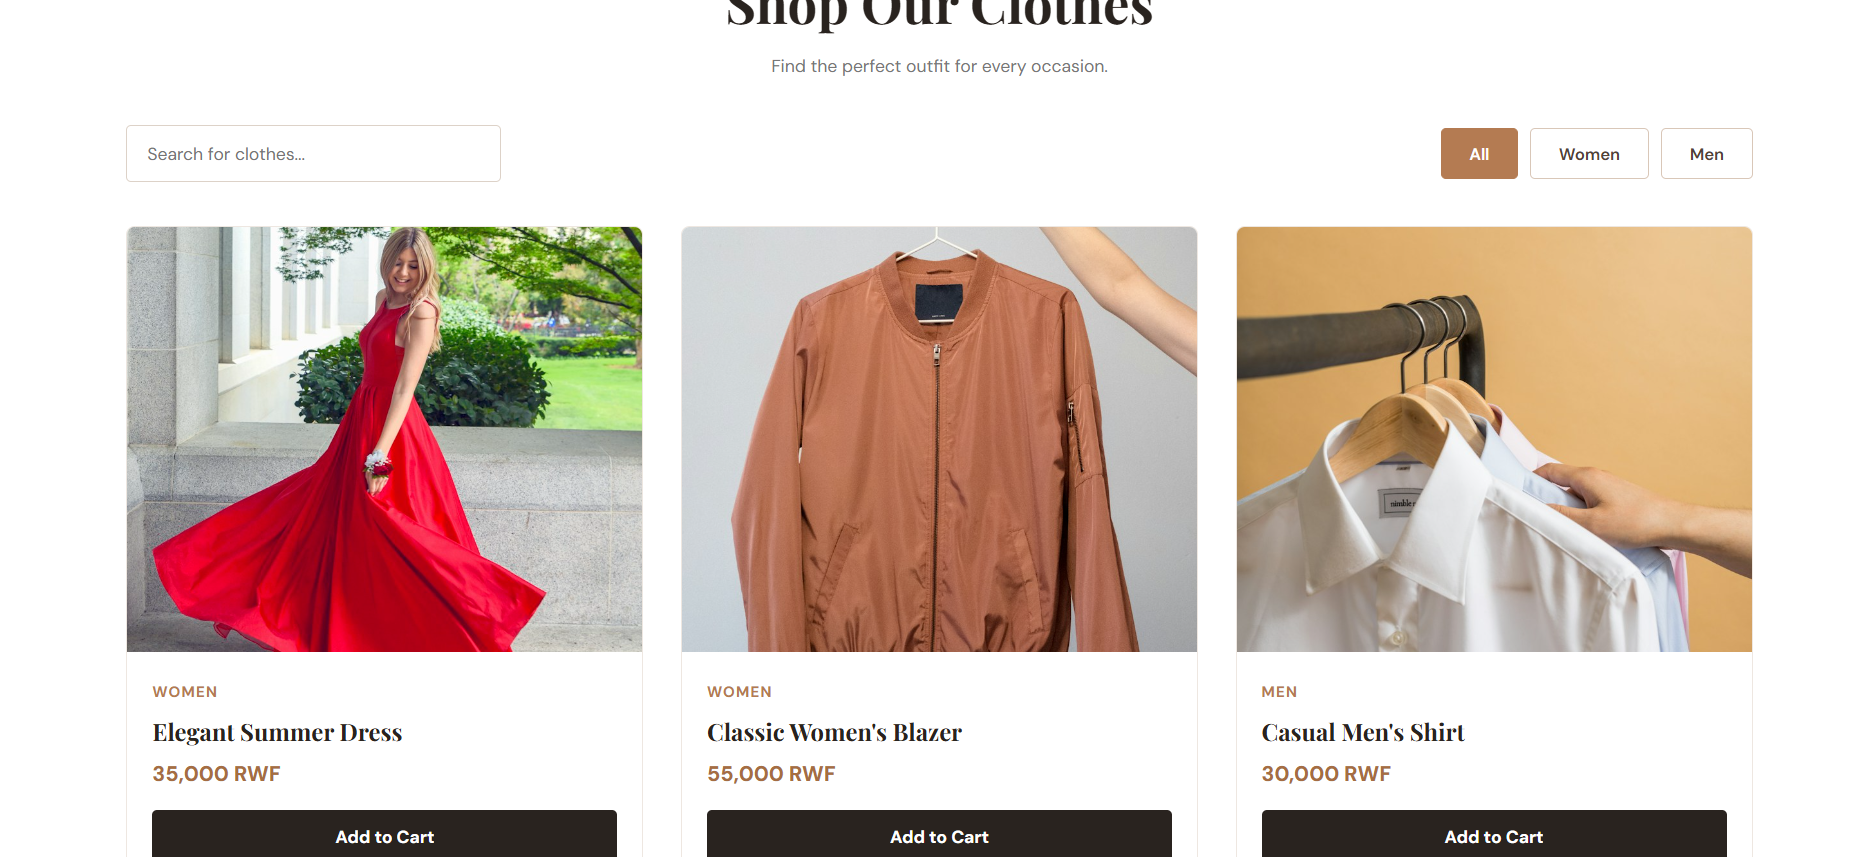 Shop Our Clothes
Find the perfect outfit for every occasion.
Search for clothes...
All
Women
Men
WOMEN
Elegant Summer Dress
35,000 RWF
Add to Cart
WOMEN
Classic Women's Blazer
55,000 RWF
Add to Cart
nimble
MEN
Casual Men's Shirt
30,000 RWF
Add to Cart